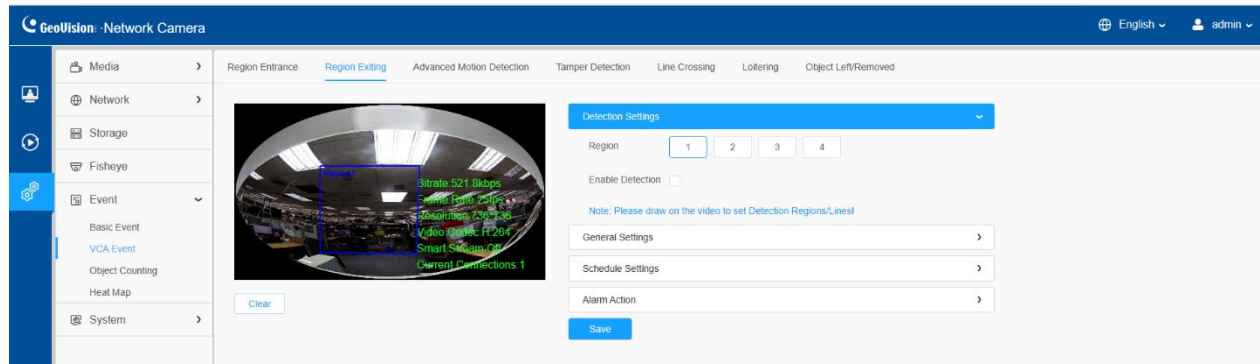 GeoVision: ·Network Camera
English
admin
Media
Network
Storage
Fisheye
Event
Basic Event
VCA Event
Object Counting
Heat Map
System
Region Entrance
Region Exiting
Advanced Motion Detection
Tamper Detection
Line Crossing
Loitering
Object Left/Removed
Region1
Bitrate:521.8kbps
Frame Rate:25fps
Resolution:736*736
Video Codec:H.264
Smart Stream:Off
Current Connections:1
Clear
Detection Settings
Region 1 2 3 4
Enable Detection
Note: Please draw on the video to set Detection Regions/Lines!
General Settings
Schedule Settings
Alarm Action
Save